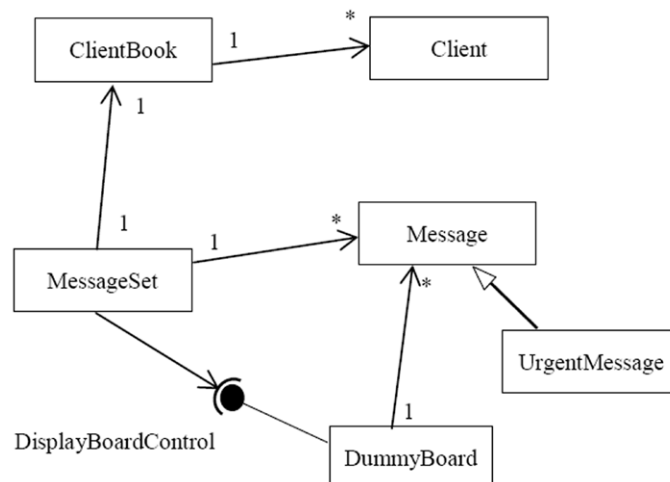 *
1
ClientBook
Client
1
1
*
1
Message
MessageSet
*
UrgentMessage
1
DisplayBoardControl
DummyBoard